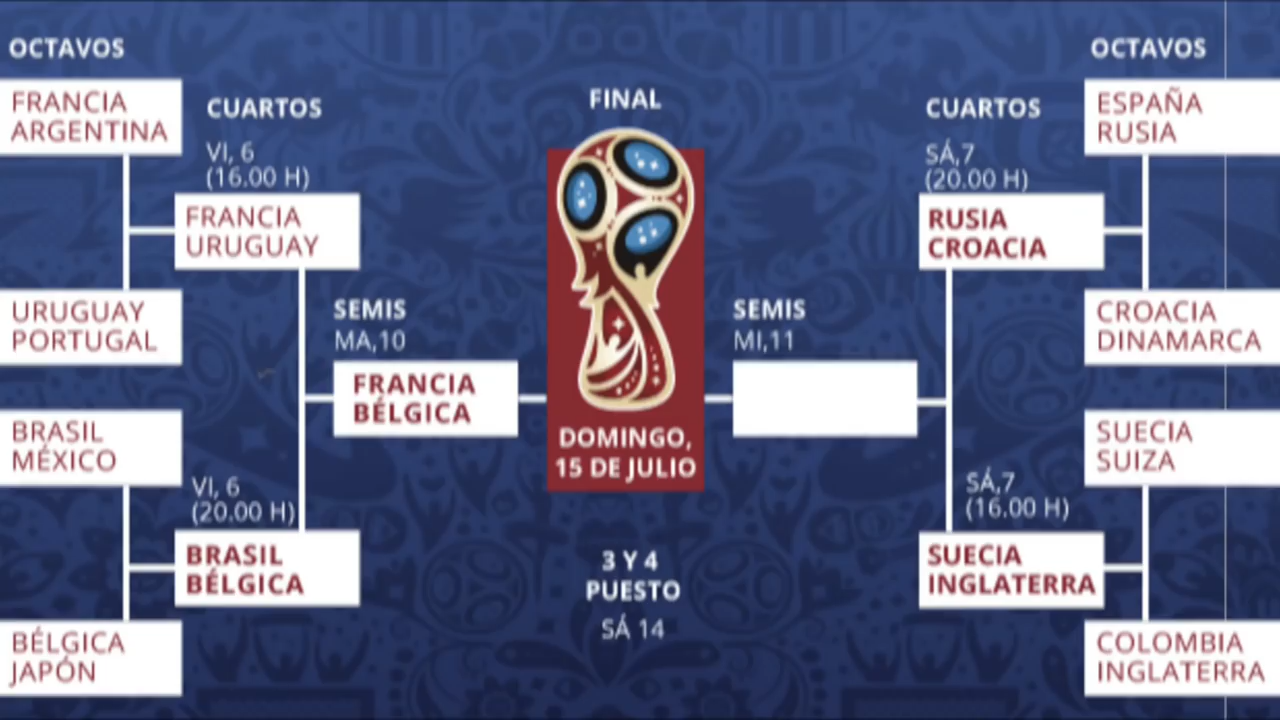 OCTAVOS
FRANCIA
ARGENTINA
URUGUAY
PORTUGAL
BRASIL
MÉXICO
BÉLGICA
JAPÓN
CUARTOS
VI, 6
(16.00 H)
FRANCIA
URUGUAY
VI, 6
(20.00 H)
BRASIL
BÉLGICA
SEMIS
MA,10
FRANCIA
BÉLGICA
FINAL
DOMINGO,
15 DE JULIO
3 Y 4
PUESTO
SÁ 14
SEMIS
MI,11
CUARTOS
SÁ,7
(20.00 H)
RUSIA
CROACIA
SÁ,7
(16.00 H)
SUECIA
INGLATERRA
OCTAVOS
ESPAÑA
RUSIA
CROACIA
DINAMARCA
SUECIA
SUIZA
COLOMBIA
INGLATERRA